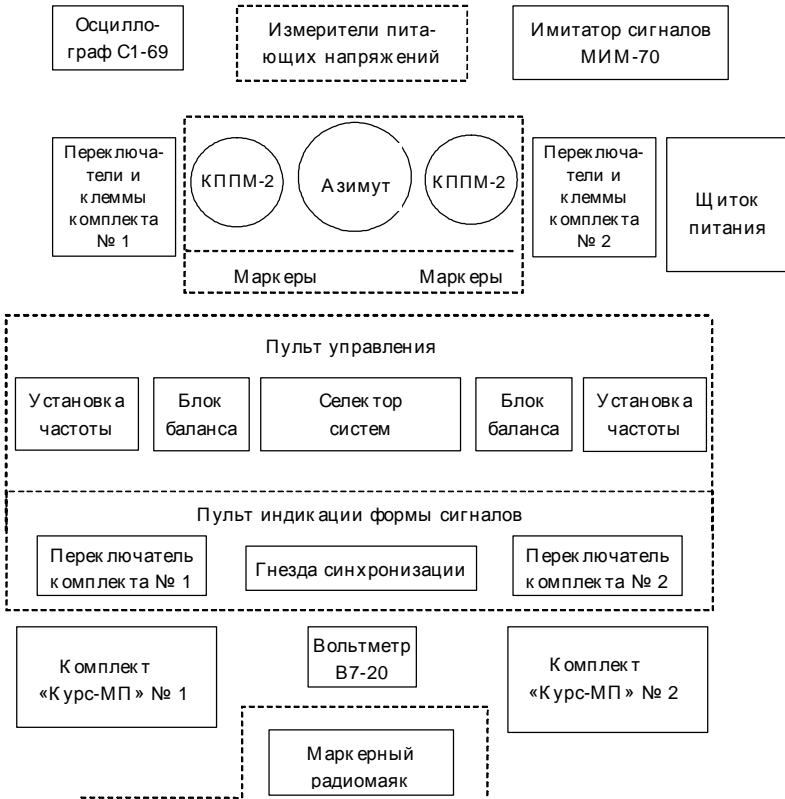 Осцилло-
граф С1-69
Измерители пита-
ющих напряжений
Имитатор сигналов
МИМ-70
Переключа-
тели и
клеммы
комплекта
№ 1
КППМ-2
Азимут
КППМ-2
Переключа-
тели и
клеммы
комплекта
№ 2
Щиток
питания
Маркеры
Маркеры
Пульт управления
Установка
частоты
Блок
баланса
Селектор
систем
Блок
баланса
Установка
частоты
Пульт индикации формы сигналов
Переключатель
комплекта № 1
Гнезда синхронизации
Переключатель
комплекта № 2
Комплект
«Курс-МП» № 1
Вольтметр
В7-20
Комплект
«Курс-МП» № 2
Маркерный
радиомаяк